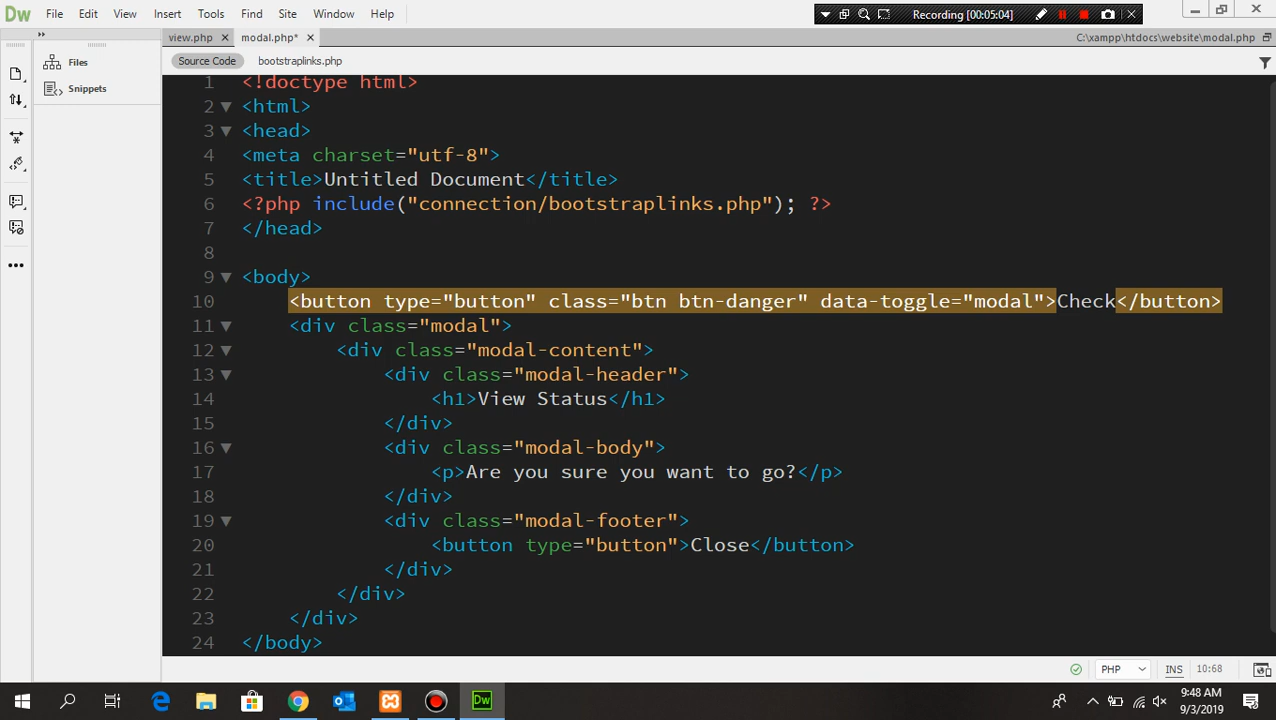 Dw File Edit View Insert Tools Find Site Window Help
Recording [00:05:04]
view.php modal.php*
C:\xampp\htdocs\website\modal.php
Files
Source Code bootstraplinks.php
Snippets
1 <!doctype html>
2 <html>
3 <head>
4 <meta charset="utf-8">
5 <title>Untitled Document</title>
6 <?php include("connection/bootstraplinks.php"); ?>
7 </head>
8
9 <body>
10 <button type="button" class="btn btn-danger" data-toggle="modal">Check</button>
11 <div class="modal">
12 <div class="modal-content">
13 <div class="modal-header">
14 <h1>View Status</h1>
15 </div>
16 <div class="modal-body">
17 <p>Are you sure you want to go?</p>
18 </div>
19 <div class="modal-footer">
20 <button type="button">Close</button>
21 </div>
22 </div>
23 </div>
24 </body>
PHP INS 10:68
Dw
:48 AM
9/3/2019